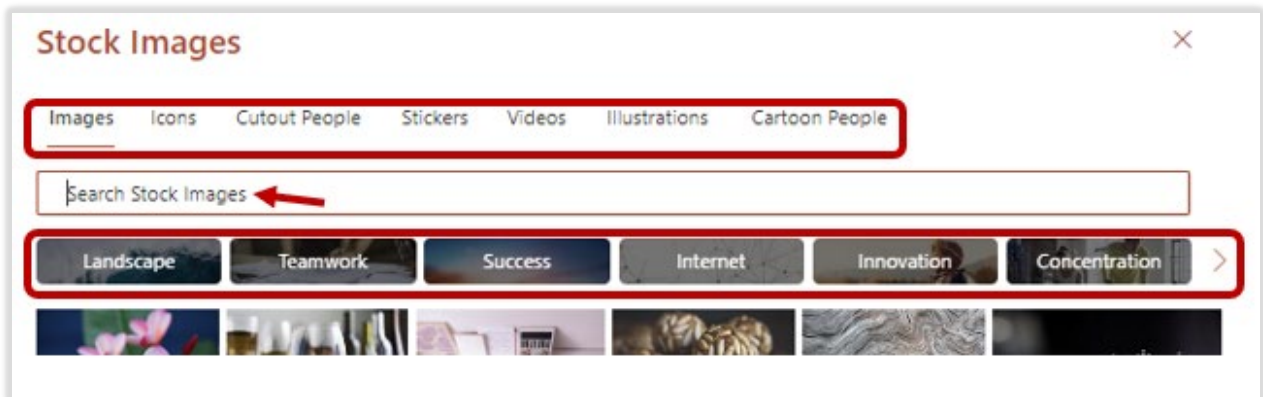 Stock Images
Images Icons Cutout People Stickers Videos Illustrations Cartoon People
Search Stock Images
Landscape Teamwork Success Internet Innovation Concentration